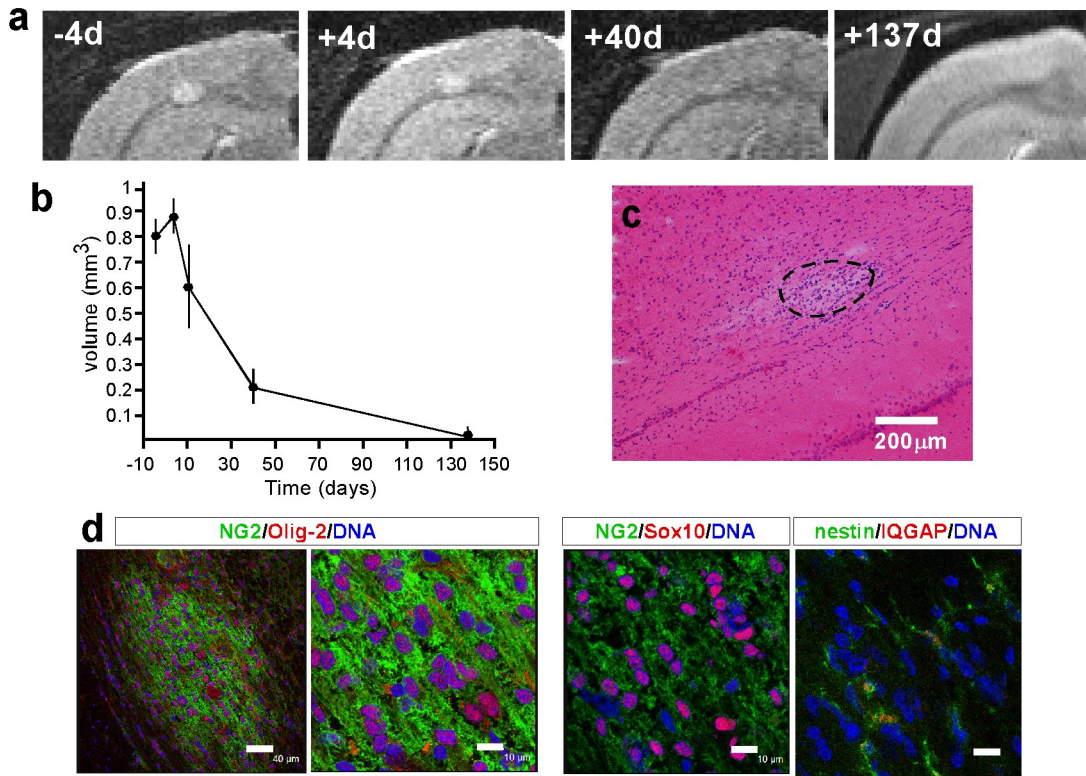 a
-4d
+4d
+40d
+137d
b
volume (mm3)
1
0.9
0.8
0.7
0.6
0.5
0.4
0.3
0.2
0.1
-10 10 30 50 70 90 110 130 150
Time (days)
c
200μm
d
NG2/Olig-2/DNA
NG2/Sox10/DNA
nestin/IQGAP/DNA
40 μm
10 μm
10 μm